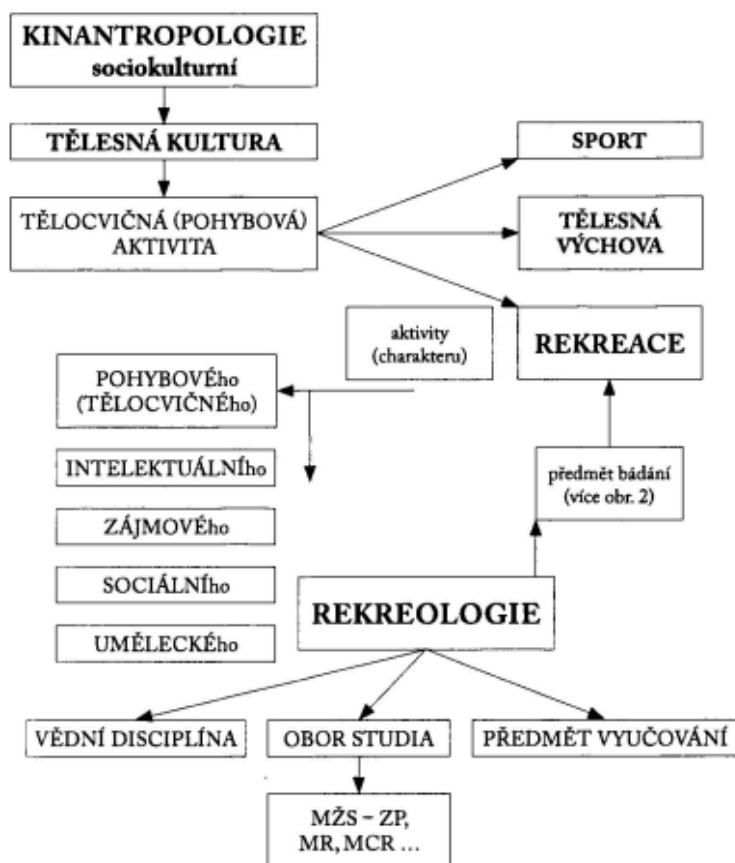 KINANTROPOLOGIE
sociokulturní
TĚLESNÁ KULTURA
SPORT
TĚLOCVIČNÁ (POHYBOVÁ)
AKTIVITA
TĚLESNÁ
VÝCHOVA
aktivity
(charakteru)
REKREACE
POHYBOVÉho
(TĚLOCVIČNÉho)
INTELEKTUÁLNÍho
předmět bádání
(více obr. 2)
ZÁJMOVÉho
SOCIÁLNÍho
REKREOLOGIE
UMĚLECKÉho
VĚDNÍ DISCIPLÍNA
OBOR STUDIA
PŘEDMĚT VYUČOVÁNÍ
MŽS – ZP,
MR, MCR ...